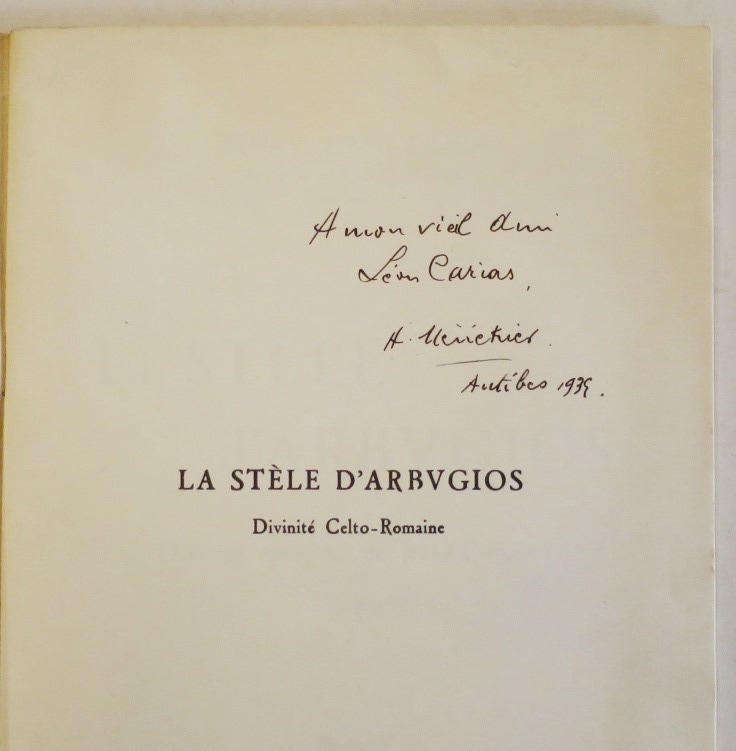 A mon vieil ami
Léon Carias,
H. Ménétrier.
Antibes 1939.
LA STÈLE D'ARBVGIOS
Divinité Celto-Romaine